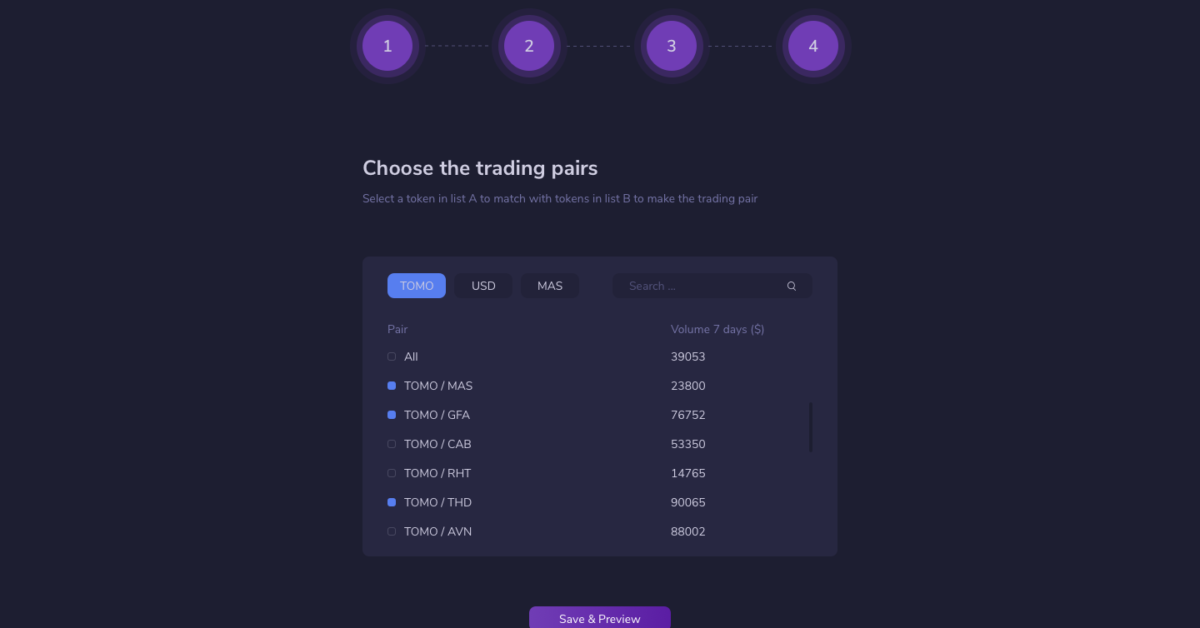 1 2 3 4
Choose the trading pairs
Select a token in list A to match with tokens in list B to make the trading pair
TOMO USD MAS Search ...
Pair Volume 7 days ($)
All 39053
TOMO / MAS 23800
TOMO / GFA 76752
TOMO / CAB 53350
TOMO / RHT 14765
TOMO / THD 90065
TOMO / AVN 88002
Save & Preview